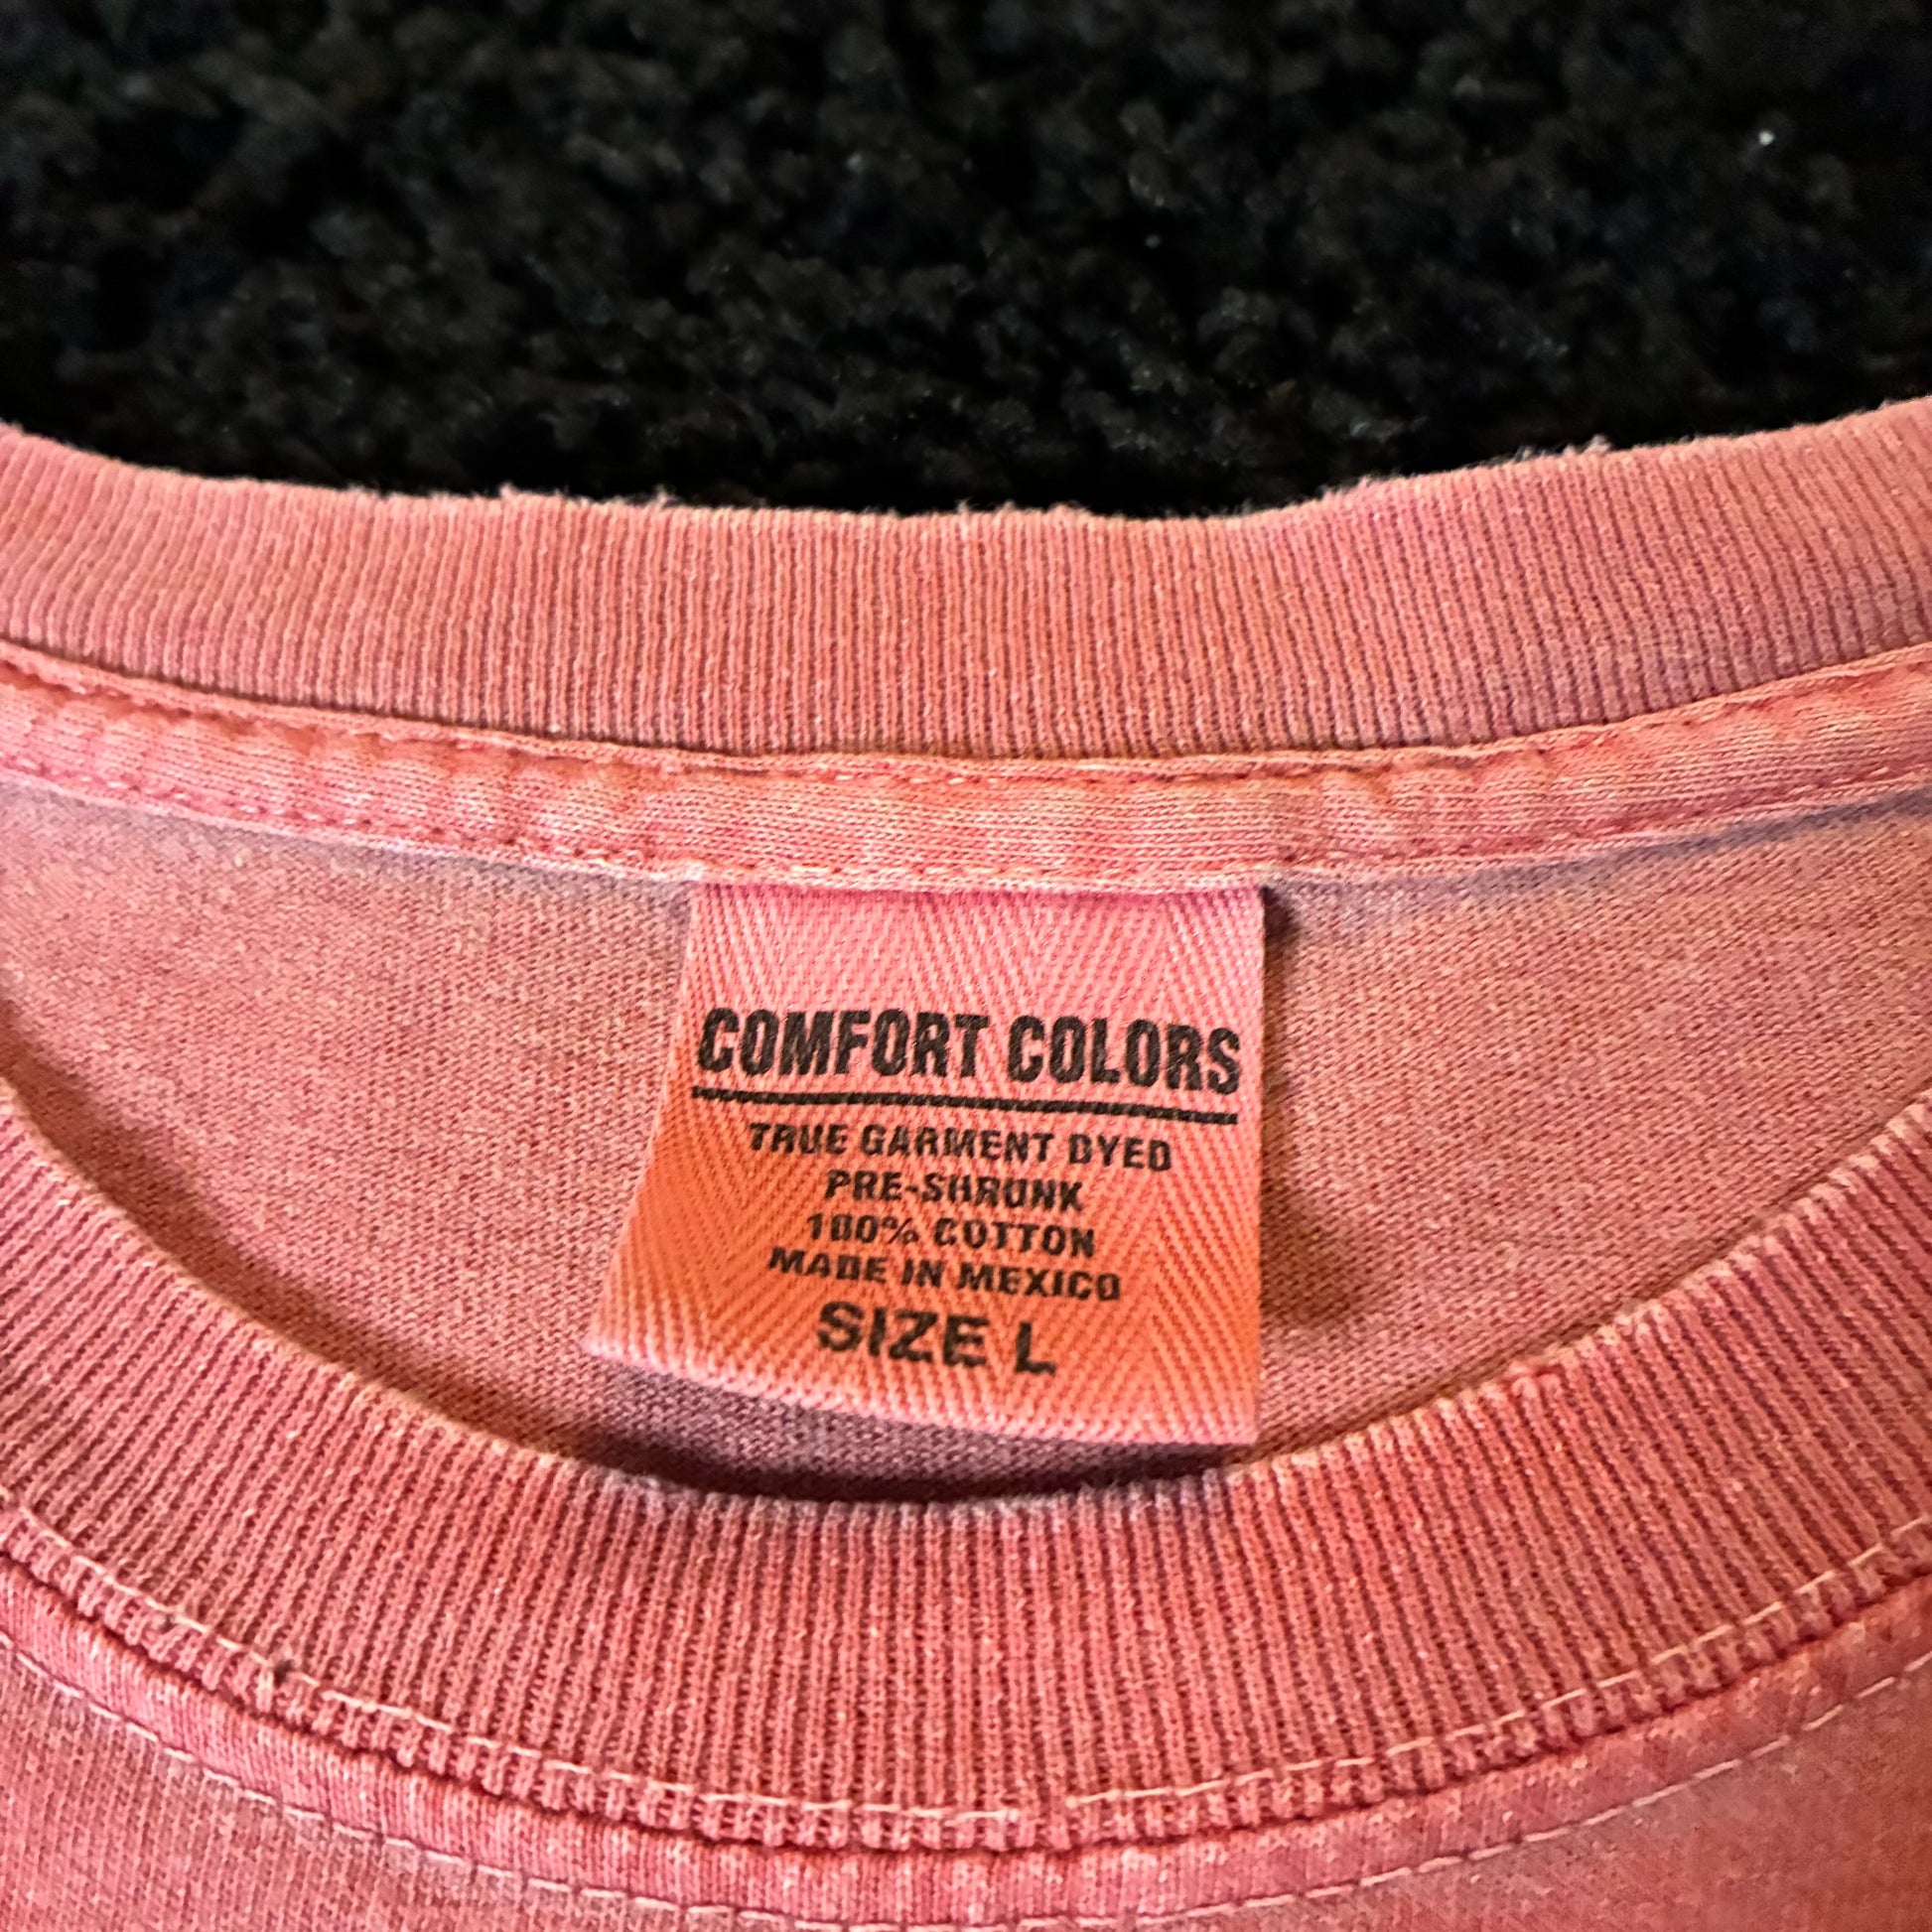 COMFORT COLORS
TRUE GARMENT DYED
PRE-SHRUNK
100% COTTON
MADE IN MEXICO
SIZE L